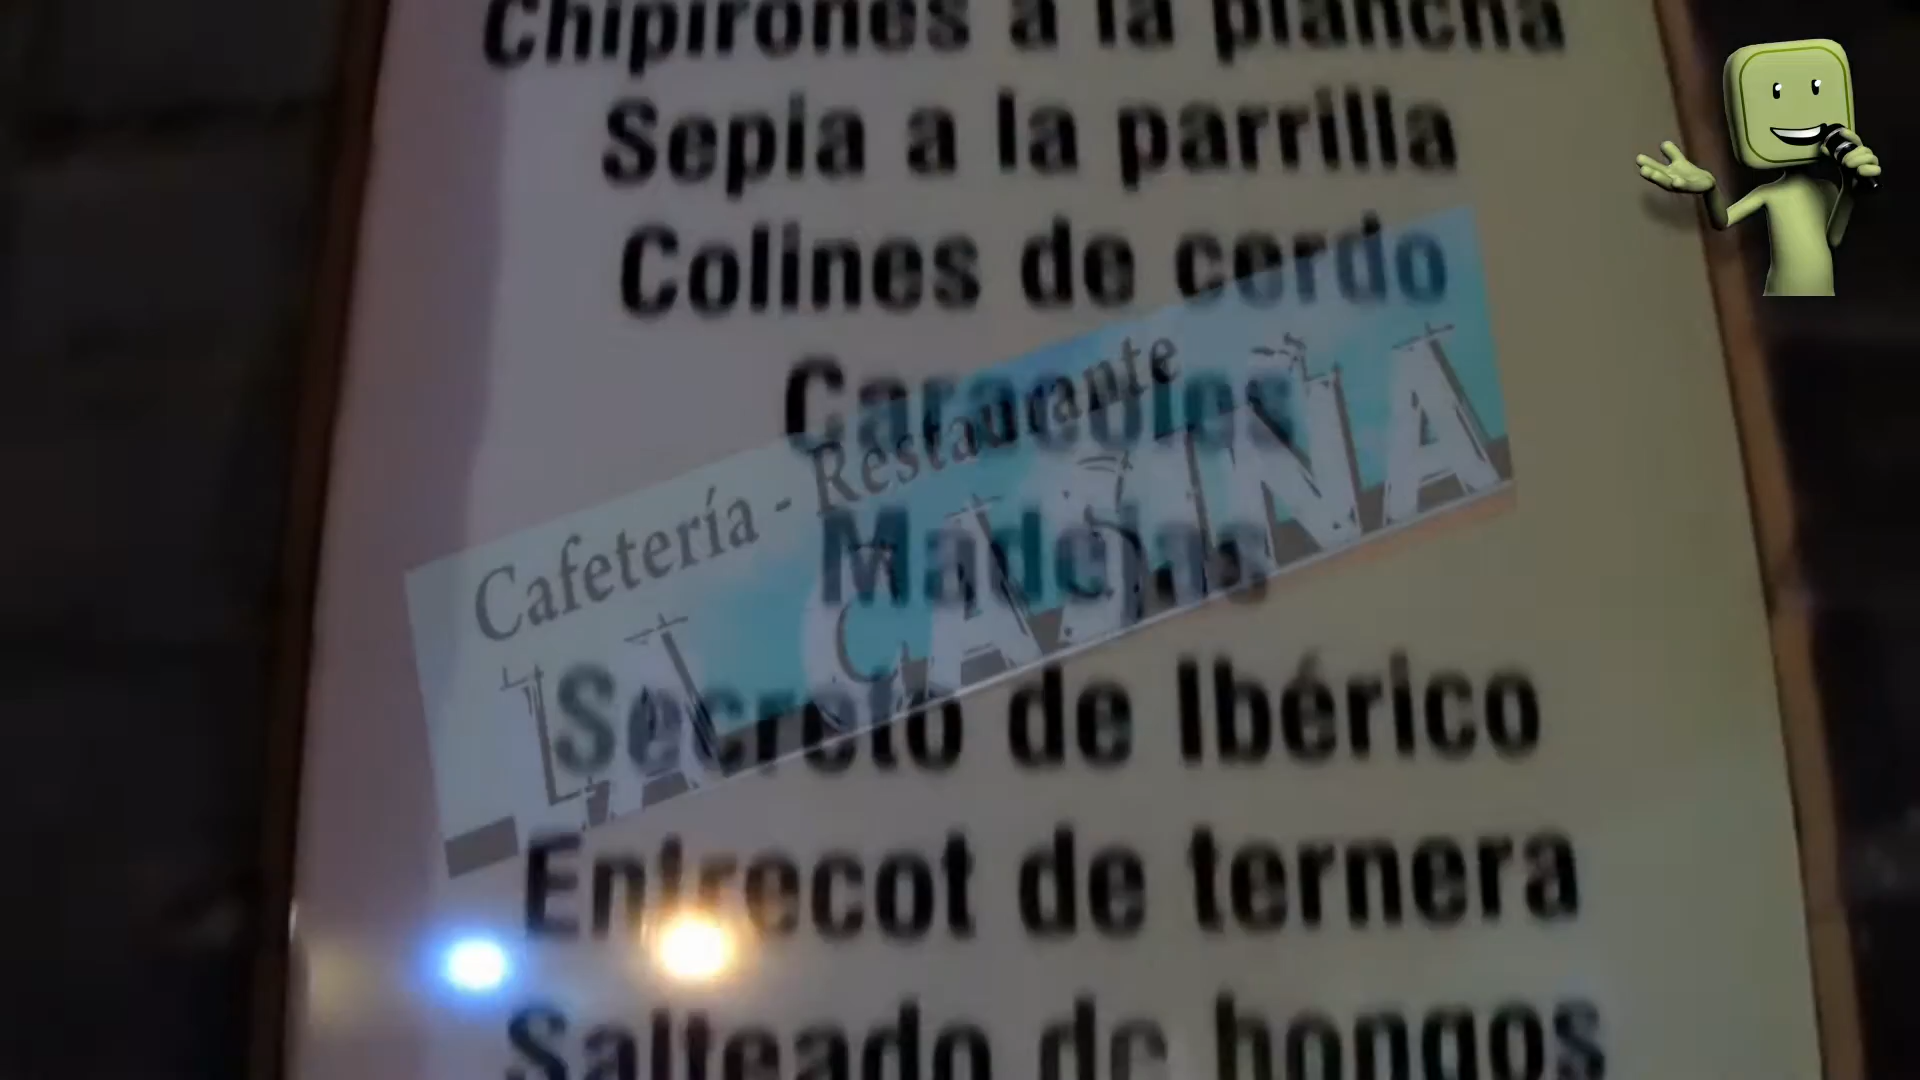 Chipirones a la plancha
Sepia a la parrilla
Colines de cerdo
Caracoles
Madejas
Secreto de Ibérico
Entrecot de ternera
Salteado de hongos
Cafetería - Restaurante
LA CASINA